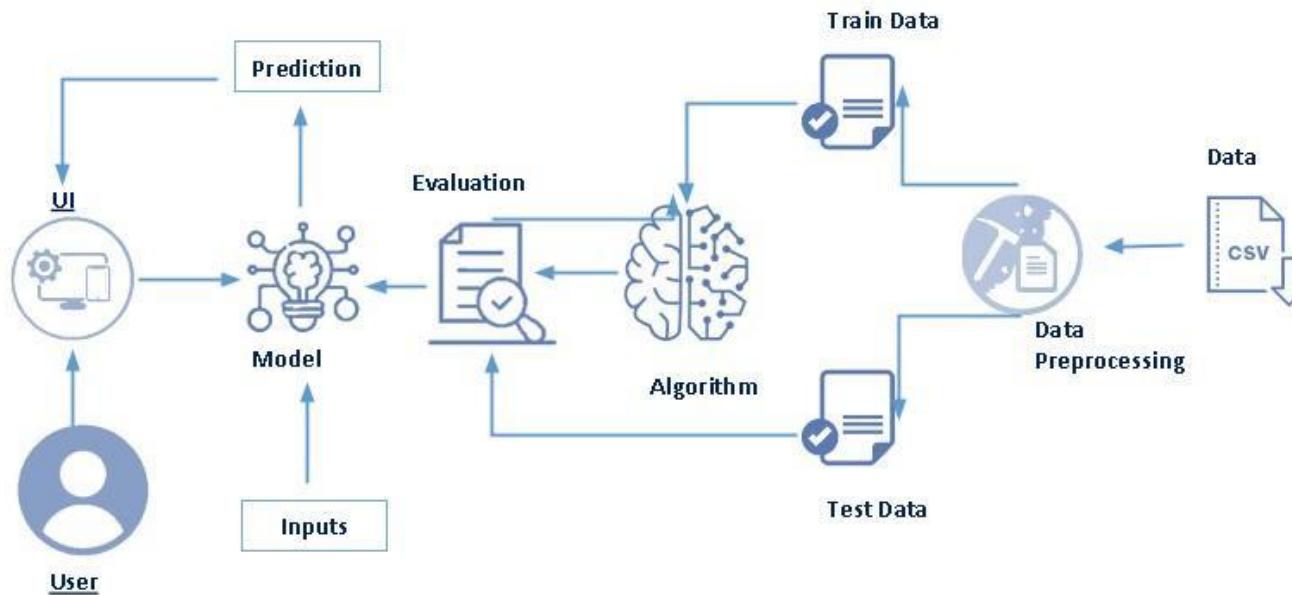 Train Data
Prediction
Data
Evaluation
UI
CSV
Data
Preprocessing
Model
Algorithm
Test Data
Inputs
User